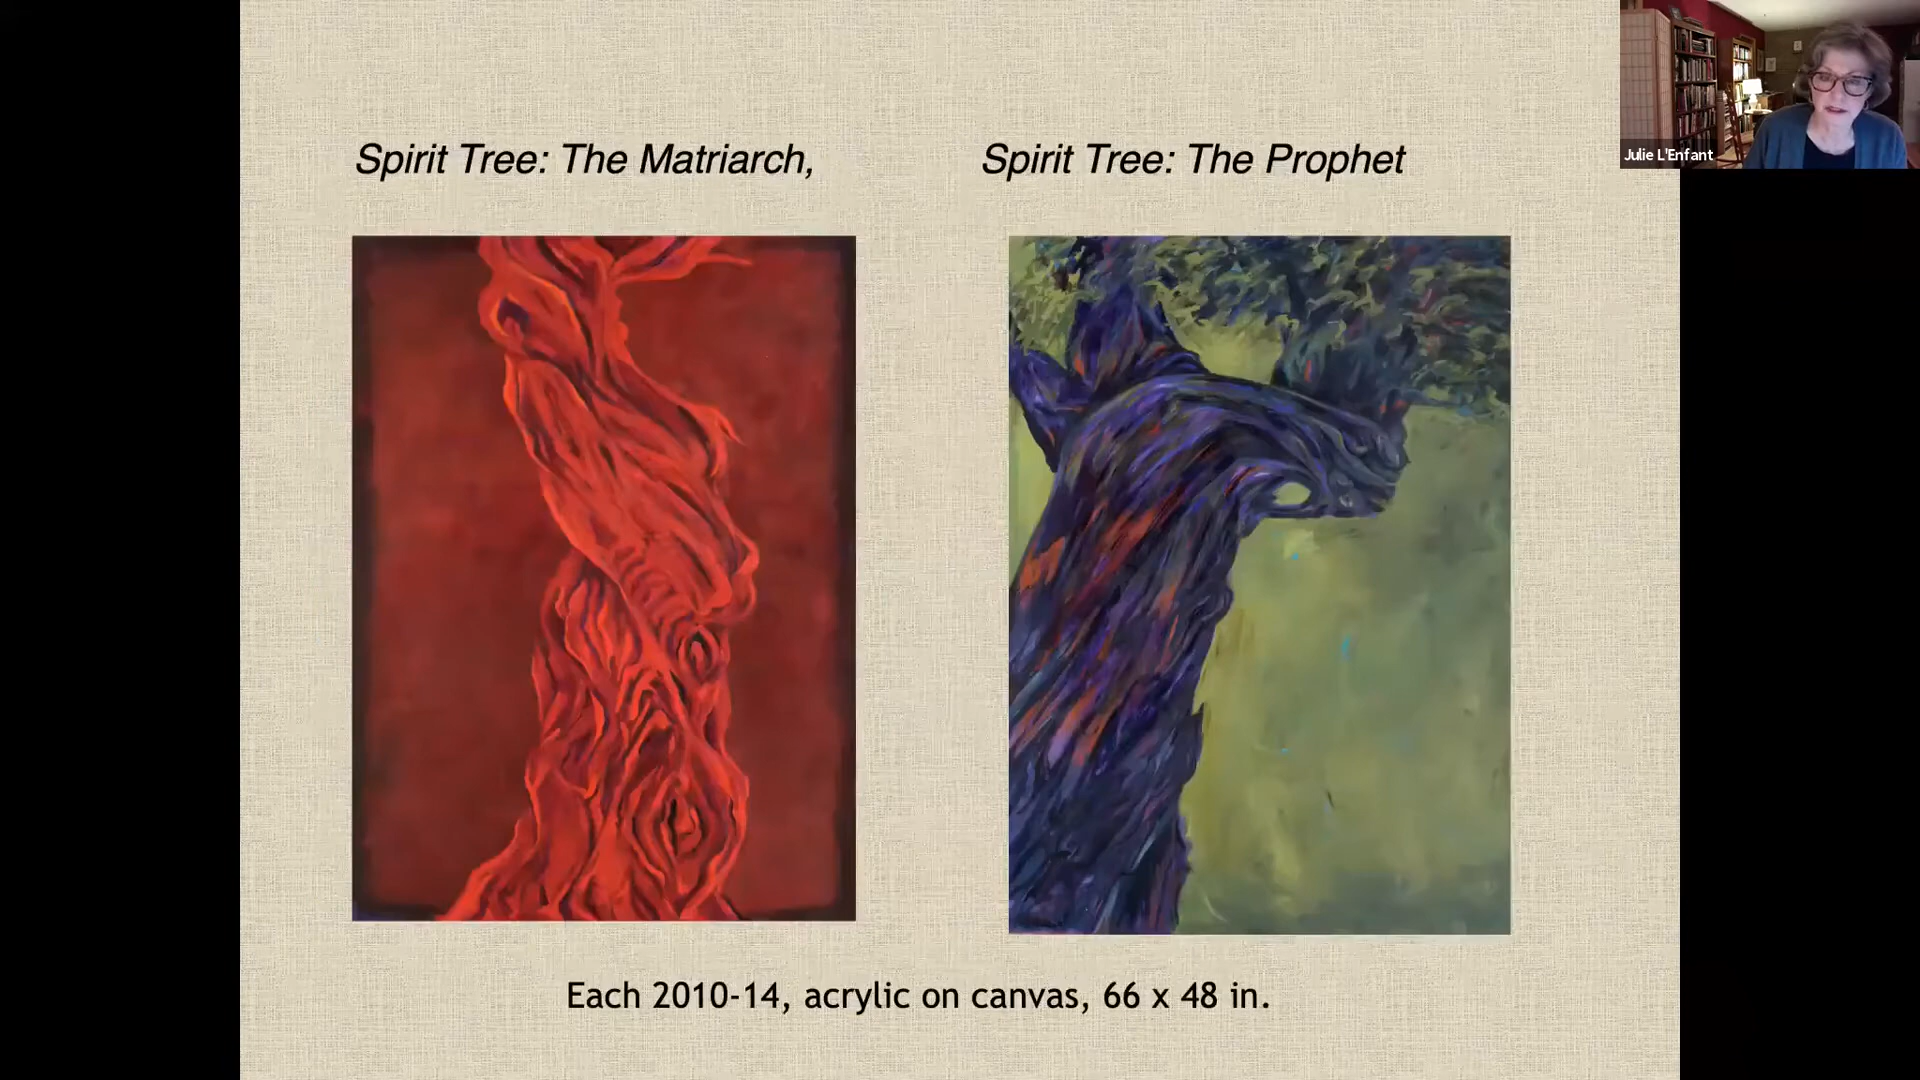 Spirit Tree: The Matriarch,
Spirit Tree: The Prophet
Julie L'Enfant
Each 2010-14, acrylic on canvas, 66 x 48 in.